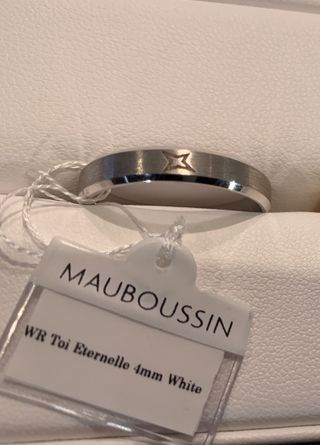 MAUBOUSSIN
WR Toi Eternelle 4mm White